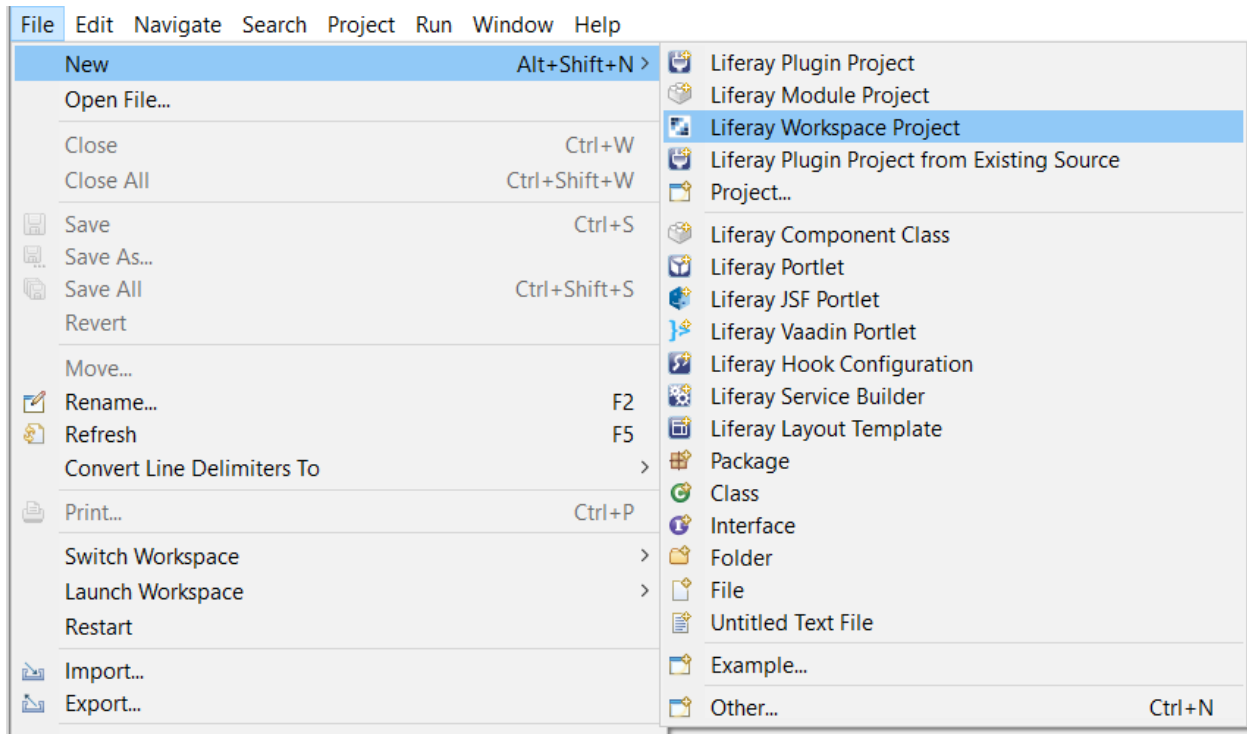 File Edit Navigate Search Project Run Window Help
New Alt+Shift+N >
Open File...
Close Ctrl+W
Close All Ctrl+Shift+W
Save Ctrl+S
Save As...
Save All Ctrl+Shift+S
Revert
Move...
Rename... F2
Refresh F5
Convert Line Delimiters To >
Print... Ctrl+P
Switch Workspace >
Launch Workspace >
Restart
Import...
Export...
Liferay Plugin Project
Liferay Module Project
Liferay Workspace Project
Liferay Plugin Project from Existing Source
Project...
Liferay Component Class
Liferay Portlet
Liferay JSF Portlet
Liferay Vaadin Portlet
Liferay Hook Configuration
Liferay Service Builder
Liferay Layout Template
Package
Class
Interface
Folder
File
Untitled Text File
Example...
Other... Ctrl+N